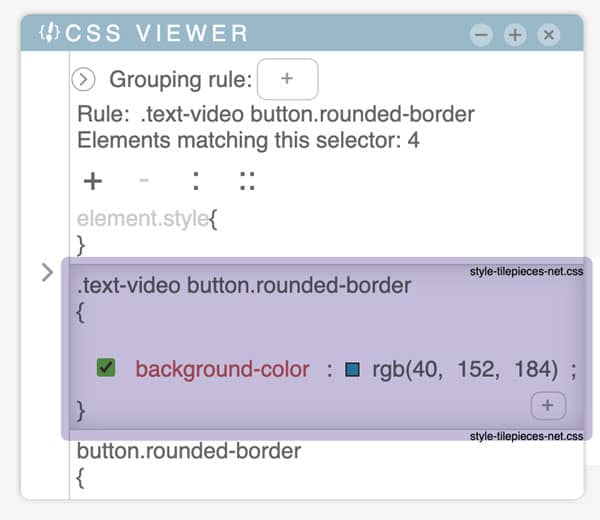 CSS VIEWER
Grouping rule: +
Rule: .text-video button.rounded-border
Elements matching this selector: 4
+ - : ::
element.style{
}
style-tilepieces-net.css
.text-video button.rounded-border
{
background-color : rgb(40, 152, 184) ;
+
}
style-tilepieces-net.css
button.rounded-border
{